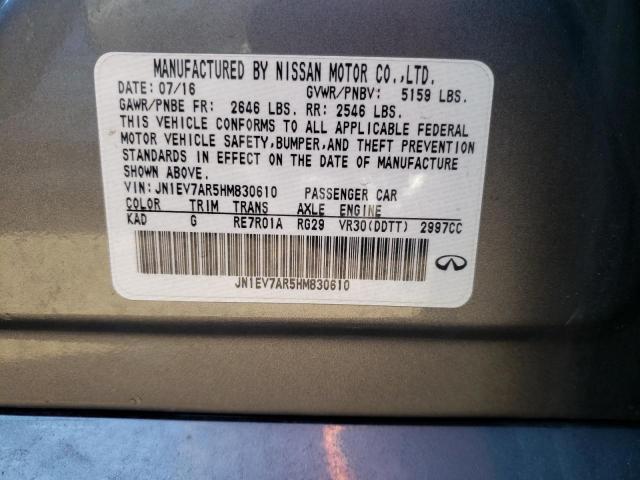 MANUFACTURED BY NISSAN MOTOR CO.,LTD.
DATE: 07/16 GVWR/PNBV: 5159 LBS.
GAWR/PNBE FR: 2646 LBS. RR: 2546 LBS.
THIS VEHICLE CONFORMS TO ALL APPLICABLE FEDERAL
MOTOR VEHICLE SAFETY,BUMPER,AND THEFT PREVENTION
STANDARDS IN EFFECT ON THE DATE OF MANUFACTURE
SHOWN ABOVE.
VIN: JN1EV7AR5HM830610 PASSENGER CAR
COLOR TRIM TRANS AXLE ENGINE
KAD G RE7R01A RG29 VR30(DDTT) 2997CC
JN1EV7AR5HM830610